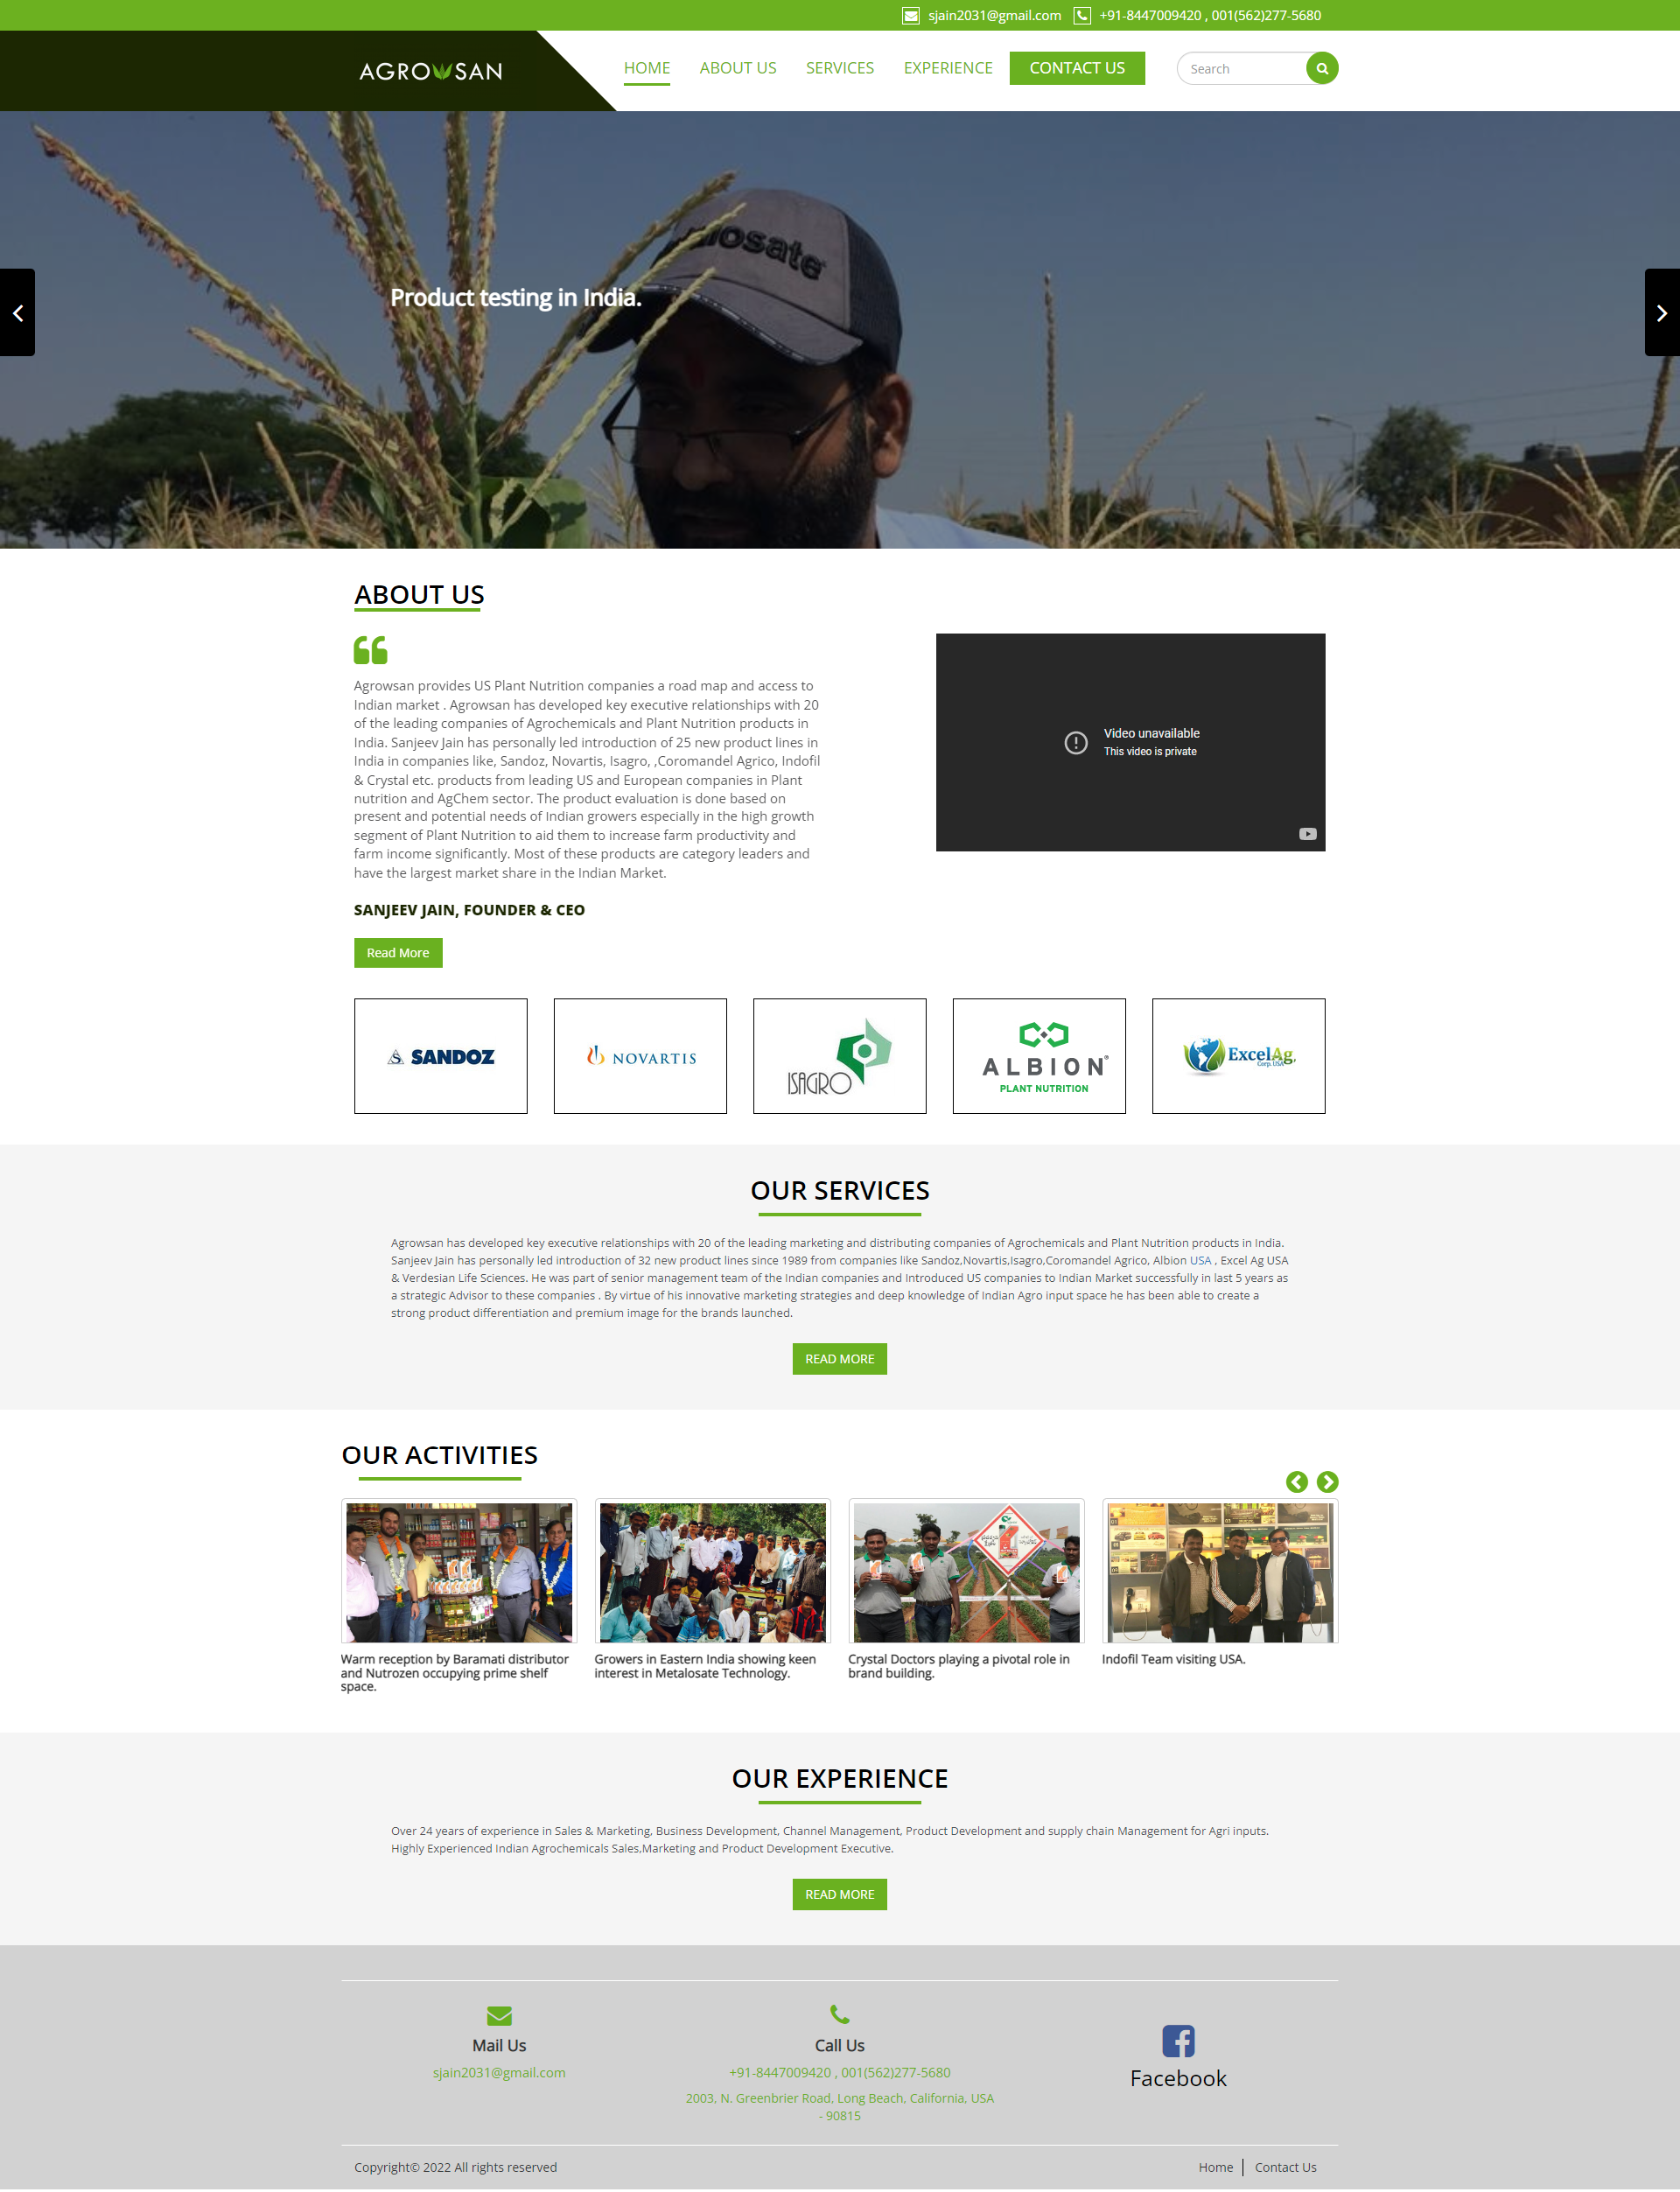 sjain2031@gmail.com +91-8447009420 , 001(562)277-5680
AGROWSAN
HOME ABOUT US SERVICES EXPERIENCE CONTACT US Search
losate
Product testing in India.
ABOUT US
Agrowsan provides US Plant Nutrition companies a road map and access to
Indian market . Agrowsan has developed key executive relationships with 20
of the leading companies of Agrochemicals and Plant Nutrition products in
India. Sanjeev Jain has personally led introduction of 25 new product lines in
India in companies like, Sandoz, Novartis, Isagro, ,Coromandel Agrico, Indofil
& Crystal etc. products from leading US and European companies in Plant
nutrition and AgChem sector. The product evaluation is done based on
present and potential needs of Indian growers especially in the high growth
segment of Plant Nutrition to aid them to increase farm productivity and
farm income significantly. Most of these products are category leaders and
have the largest market share in the Indian Market.
SANJEEV JAIN, FOUNDER & CEO
Read More
Video unavailable
This video is private
S SANDOZ
NOVARTIS
ISAGRO
ALBION®
PLANT NUTRITION
ExcelAg.
Corp. USA
OUR SERVICES
Agrowsan has developed key executive relationships with 20 of the leading marketing and distributing companies of Agrochemicals and Plant Nutrition products in India.
Sanjeev Jain has personally led introduction of 32 new product lines since 1989 from companies like Sandoz,Novartis,Isagro,Coromandel Agrico, Albion USA , Excel Ag USA
& Verdesian Life Sciences. He was part of senior management team of the Indian companies and Introduced US companies to Indian Market successfully in last 5 years as
a strategic Advisor to these companies . By virtue of his innovative marketing strategies and deep knowledge of Indian Agro input space he has been able to create a
strong product differentiation and premium image for the brands launched.
READ MORE
OUR ACTIVITIES
Warm reception by Baramati distributor
and Nutrozen occupying prime shelf
space.
Growers in Eastern India showing keen
interest in Metalosate Technology.
Crystal Doctors playing a pivotal role in
brand building.
Indofil Team visiting USA.
OUR EXPERIENCE
Over 24 years of experience in Sales & Marketing, Business Development, Channel Management, Product Development and supply chain Management for Agri inputs.
Highly Experienced Indian Agrochemicals Sales,Marketing and Product Development Executive.
READ MORE
Mail Us
sjain2031@gmail.com
Call Us
+91-8447009420 , 001(562)277-5680
2003, N. Greenbrier Road, Long Beach, California, USA
- 90815
Facebook
Copyright© 2022 All rights reserved
Home Contact Us